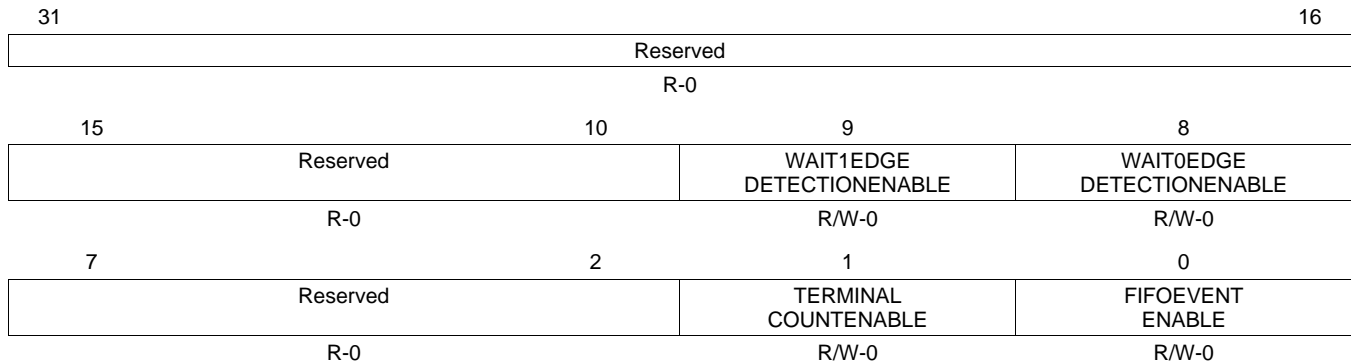 31 16
Reserved
R-0
15 10 9 8
Reserved WAIT1EDGE WAIT0EDGE
DETECTIONENABLE DETECTIONENABLE
R-0 R/W-0 R/W-0
7 2 1 0
Reserved TERMINAL FIFOEVENT
COUNTENABLE ENABLE
R-0 R/W-0 R/W-0